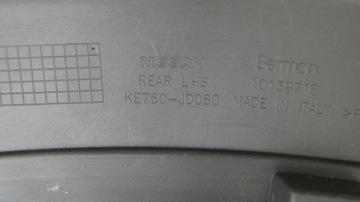 NISSAN
REAR LHS 10139716
KE760-JD080 MADE IN ITALY >P